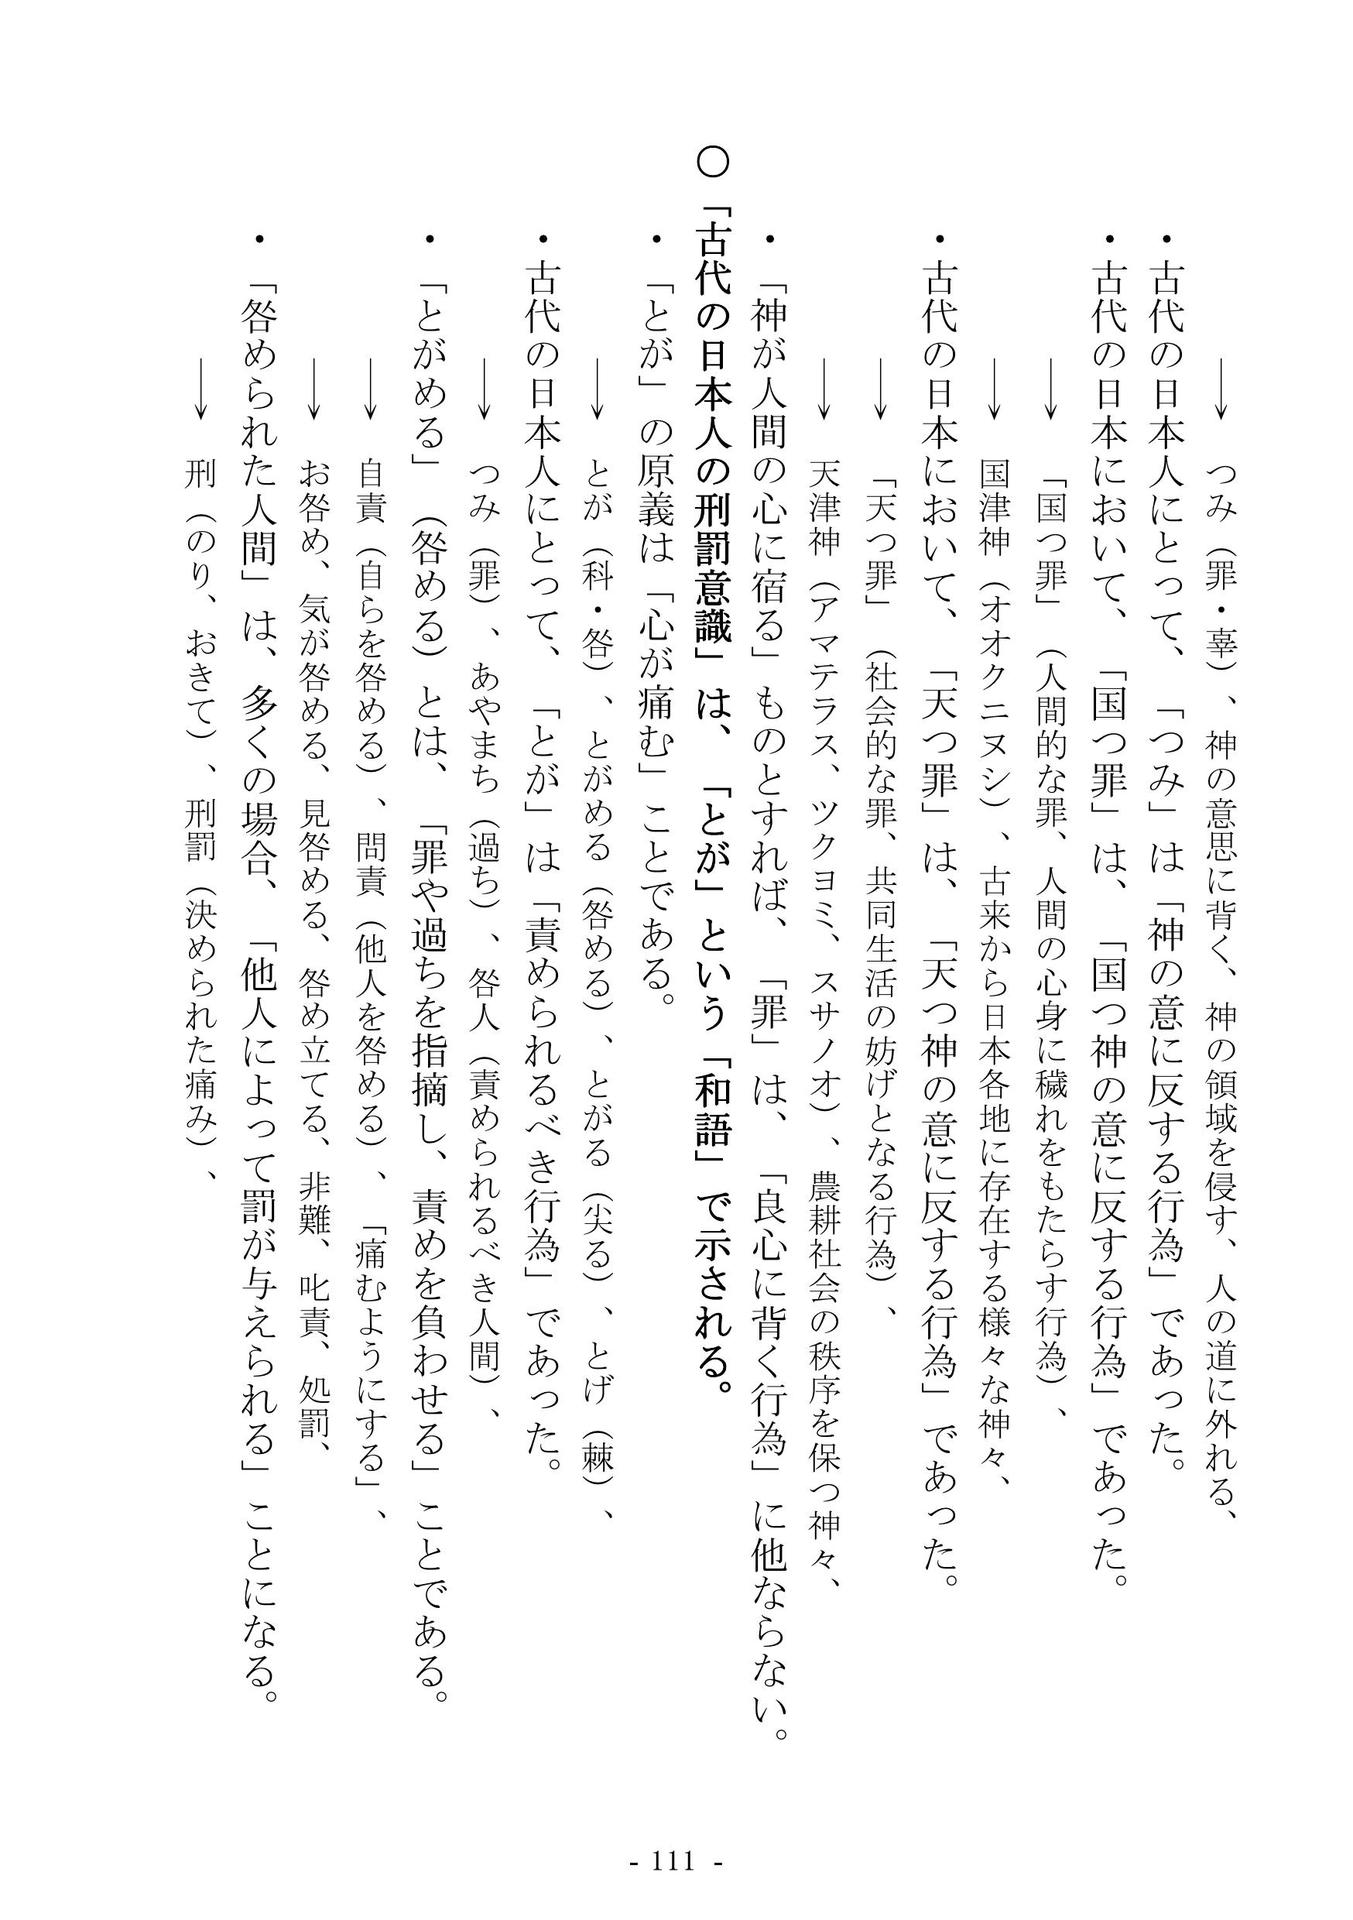 → つみ（罪・辜）、神の意思に背く、神の領域を侵す、人の道に外れる、
・古代の日本人にとって、「つみ」は「神の意に反する行為」であった。
・古代の日本において、「国つ罪」は、「国つ神の意に反する行為」であった。
→ 「国つ罪」（人間的な罪、人間の心身に穢れをもたらす行為）、
→ 国津神（オオクニヌシ）、古来から日本各地に存在する様々な神々、
・古代の日本において、「天つ罪」は、「天つ神の意に反する行為」であった。
→ 「天つ罪」（社会的な罪、共同生活の妨げとなる行為）、
→ 天津神（アマテラス、ツクヨミ、スサノオ）、農耕社会の秩序を保つ神々、
・「神が人間の心に宿る」ものとすれば、「罪」は、「良心に背く行為」に他ならない。
○「古代の日本人の刑罰意識」は、「とが」という「和語」で示される。
・「とが」の原義は「心が痛む」ことである。
→ とが（科・咎）、とがめる（咎める）、とがる（尖る）、とげ（棘）、
・古代の日本人にとって、「とが」は「責められるべき行為」であった。
→ つみ（罪）、あやまち（過ち）、咎人（責められるべき人間）、
・「とがめる」（咎める）とは、「罪や過ちを指摘し、責めを負わせる」ことである。
→ 自責（自らを咎める）、問責（他人を咎める）、「痛むようにする」、
→ お咎め、気が咎める、見咎める、咎め立てる、非難、叱責、処罰、
・「咎められた人間」は、多くの場合、「他人によって罰が与えられる」ことになる。
→ 刑（のり、おきて）、刑罰（決められた痛み）、
- 111 -